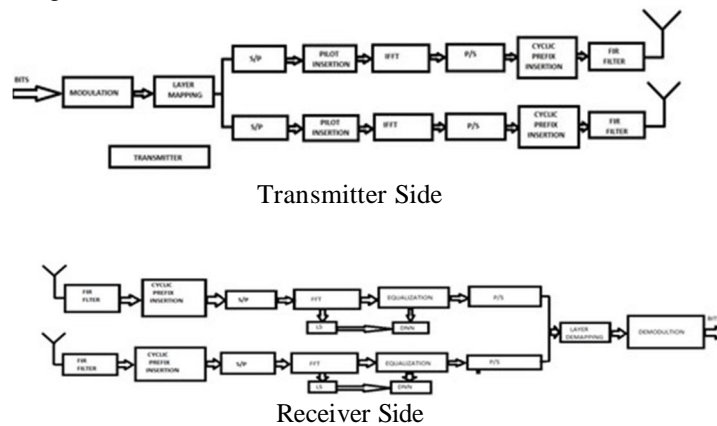 BITS
MODULATION
LAYER
MAPPING
S/P
PILOT
INSERTION
IFFT
P/S
CYCLIC
PREFIX
INSERTION
FIR
FILTER
S/P
PILOT
INSERTION
IFFT
P/S
CYCLIC
PREFIX
INSERTION
FIR
FILTER
TRANSMITTER
Transmitter Side
FIR
FLTER
CYCLIC
PREFIX
INSERTION
S/P
FFT
EQUALIZATION
P/S
LS
DNN
FIR
FILTER
CYCLIC
PREFIX
INSERTION
S/P
FFT
EQUALIZATION
P/S
LS
DNN
LAYER
DEMAPPING
DEMODULTION
Receiver Side